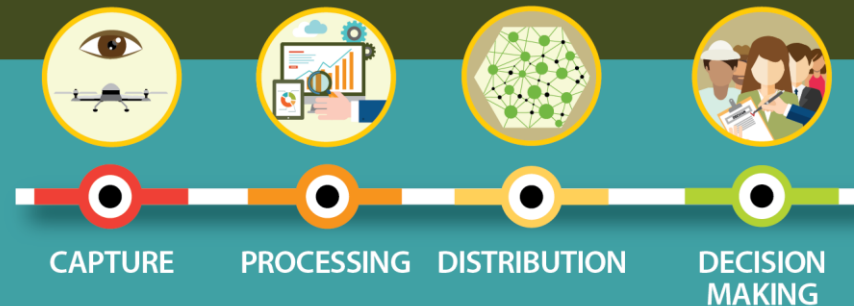 CAPTURE
PROCESSING
DISTRIBUTION
DECISION
MAKING